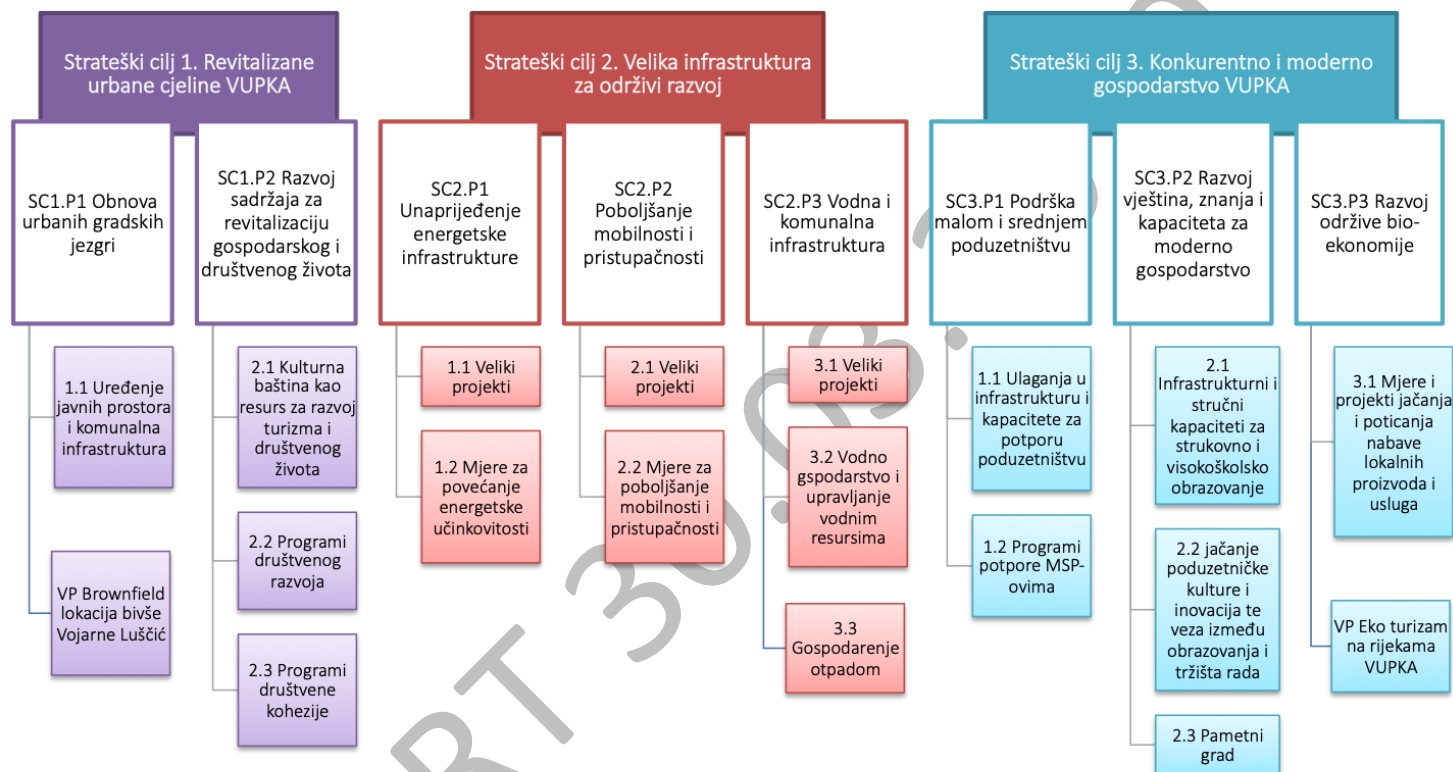 Strateški cilj 1. Revitalizane
urbane cjeline VUPKA
SC1.P1 Obnova
urbanih gradskih
jezgri
1.1 Uređenje
javnih prostora
i komunalna
infrastruktura
VP Brownfield
lokacija bivše
Vojarne Luščić
SC1.P2 Razvoj
sadržaja za
revitalizaciju
gospodarskog i
društvenog života
2.1 Kulturna
baština kao
resurs za razvoj
turizma i
društvenog
života
2.2 Programi
društvenog
razvoja
2.3 Programi
društvene
kohezije
Strateški cilj 2. Velika infrastruktura
za održivi razvoj
SC2.P1
Unaprijeđenje
energetske
infrastrukture
1.1 Veliki
projekti
1.2 Mjere za
povećanje
energetske
učinkovitosti
SC2.P2
Poboljšanje
mobilnosti i
pristupačnosti
2.1 Veliki
projekti
2.2 Mjere za
poboljšanje
mobilnosti i
pristupačnosti
SC2.P3 Vodna i
komunalna
infrastruktura
3.1 Veliki
projekti
3.2 Vodno
gspodarstvo i
upravljanje
vodnim
resursima
3.3
Gospodarenje
otpadom
Strateški cilj 3. Konkurentno i moderno
gospodarstvo VUPKA
SC3.P1 Podrška
malom i srednjem
poduzetništvu
1.1 Ulaganja u
infrastrukturu i
kapacitete za
potporu
poduzetništvu
1.2 Programi
potpore MSP-
ovima
SC3.P2 Razvoj
vještina, znanja i
kapaciteta za
moderno
gospodarstvo
2.1
Infrastrukturni i
stručni
kapaciteti za
strukovno i
visokoškolsko
obrazovanje
2.2 jačanje
poduzetničke
kulture i
inovacija te
veza između
obrazovanja i
tržišta rada
2.3 Pametni
grad
SC3.P3 Razvoj
održive bio-
ekonomije
3.1 Mjere i
projekti jačanja
i poticanja
nabave
lokalnih
proizvoda i
usluga
VP Eko turizam
na rijekama
VUPKA